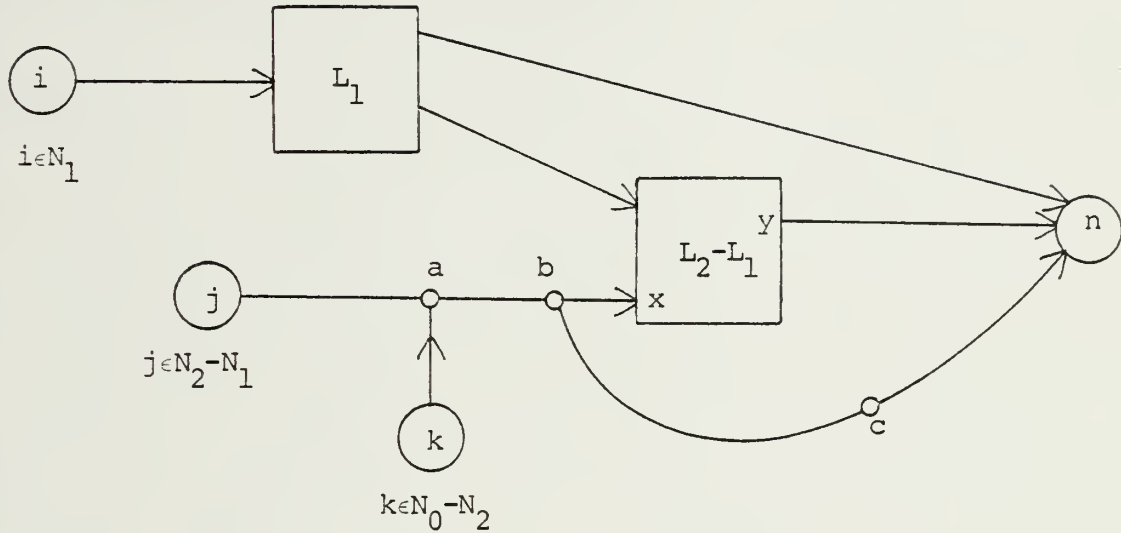 i
i∈N₁
L₁
L₂-L₁
y
x
n
a
b
j
j∈N₂-N₁
k
k∈N₀-N₂
c